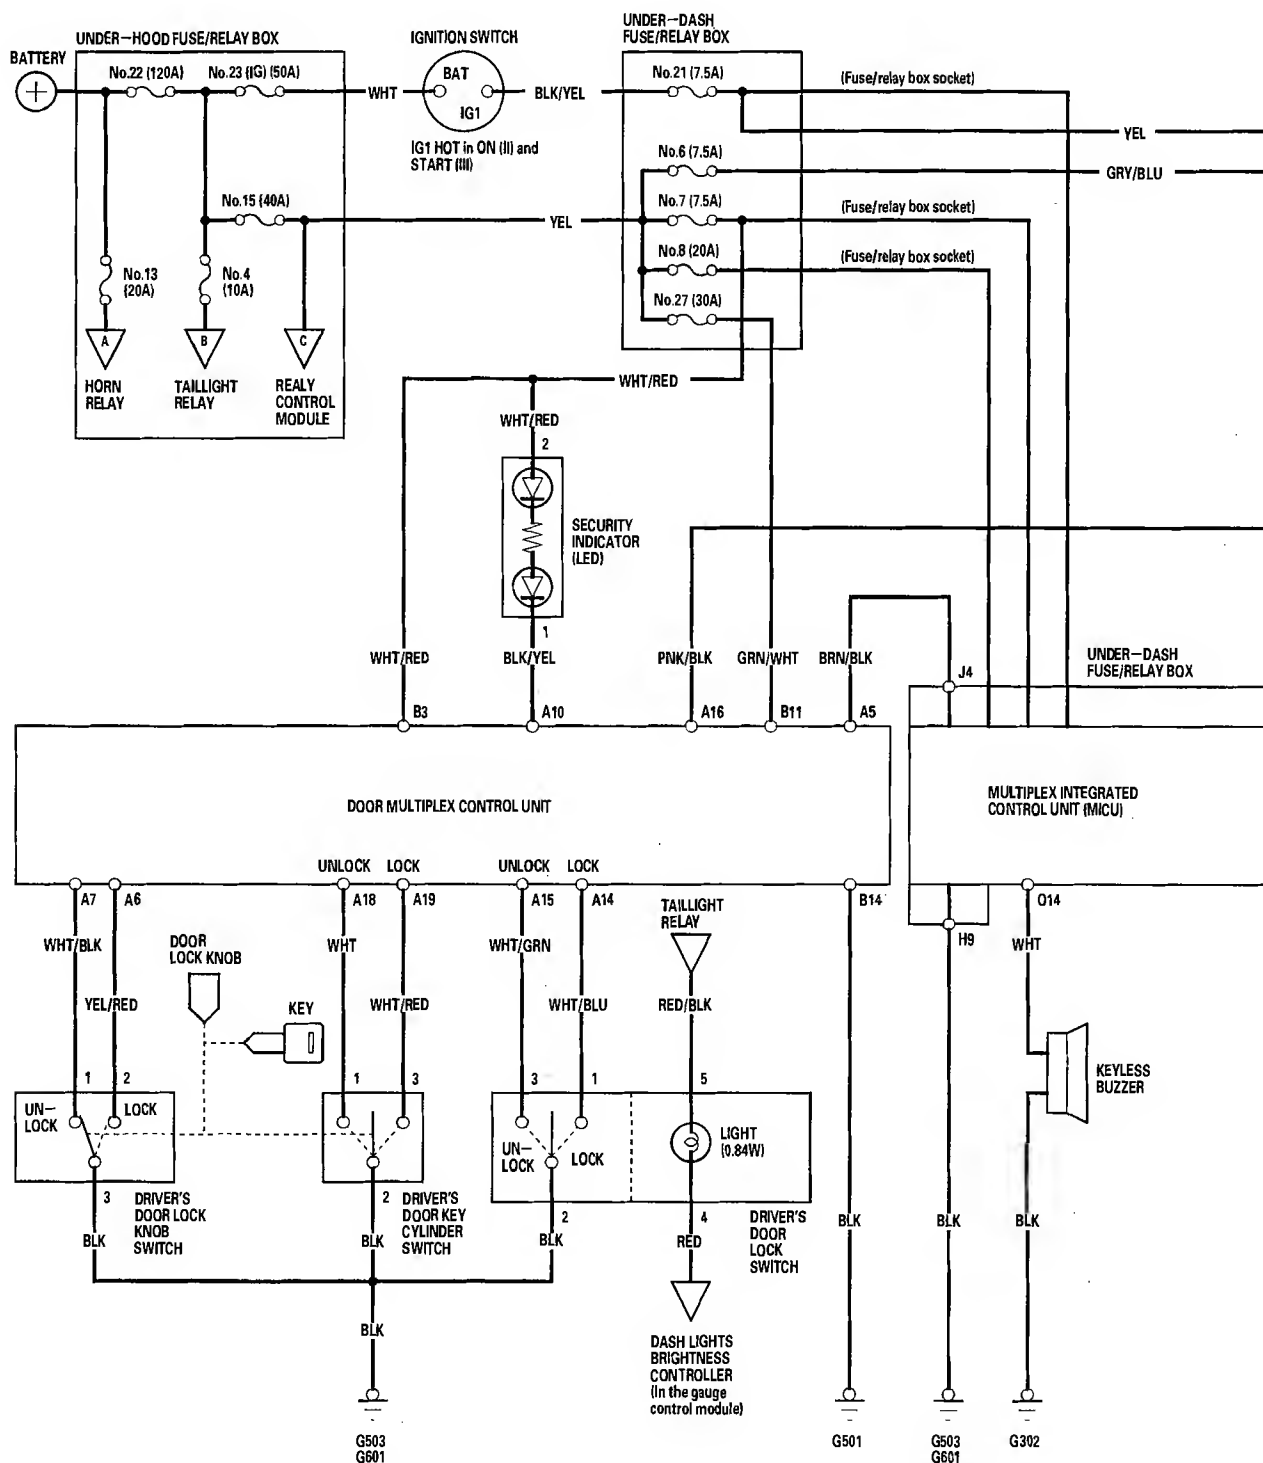 UNDER-HOOD FUSE/RELAY BOX
BATTERY
No.22 (120A)
No.23 (IG) (50A)
WHT
IGNITION SWITCH
BAT
IG1
IG1 HOT in ON (II) and
START (III)
BLK/YEL
UNDER-DASH
FUSE/RELAY BOX
No.21 (7.5A)
(Fuse/relay box socket)
YEL
No.6 (7.5A)
GRY/BLU
No.15 (40A)
YEL
No.7 (7.5A)
(Fuse/relay box socket)
No.8 (20A)
(Fuse/relay box socket)
No.27 (30A)
No.13
(20A)
No.4
(10A)
A
B
C
HORN
RELAY
TAILLIGHT
RELAY
REALY
CONTROL
MODULE
WHT/RED
WHT/RED
2
SECURITY
INDICATOR
(LED)
1
WHT/RED
BLK/YEL
PNK/BLK
GRN/WHT
BRN/BLK
UNDER-DASH
FUSE/RELAY BOX
J4
B3
A10
A16
B11
A5
DOOR MULTIPLEX CONTROL UNIT
MULTIPLEX INTEGRATED
CONTROL UNIT (MICU)
UNLOCK
LOCK
UNLOCK
LOCK
A7
A6
A18
A19
A15
A14
B14
H9
Q14
TAILLIGHT
RELAY
WHT/BLK
YEL/RED
DOOR
LOCK KNOB
KEY
WHT
WHT/RED
WHT/GRN
WHT/BLU
RED/BLK
WHT
KEYLESS
BUZZER
1
2
1
3
3
1
5
UN-
LOCK
LOCK
UN-
LOCK
LOCK
LIGHT
(0.84W)
3
DRIVER'S
DOOR LOCK
KNOB
SWITCH
BLK
2
DRIVER'S
DOOR KEY
CYLINDER
SWITCH
BLK
2
BLK
4
RED
DRIVER'S
DOOR
LOCK
SWITCH
BLK
BLK
BLK
BLK
DASH LIGHTS
BRIGHTNESS
CONTROLLER
(In the gauge
control module)
G503
G601
G501
G503
G601
G302